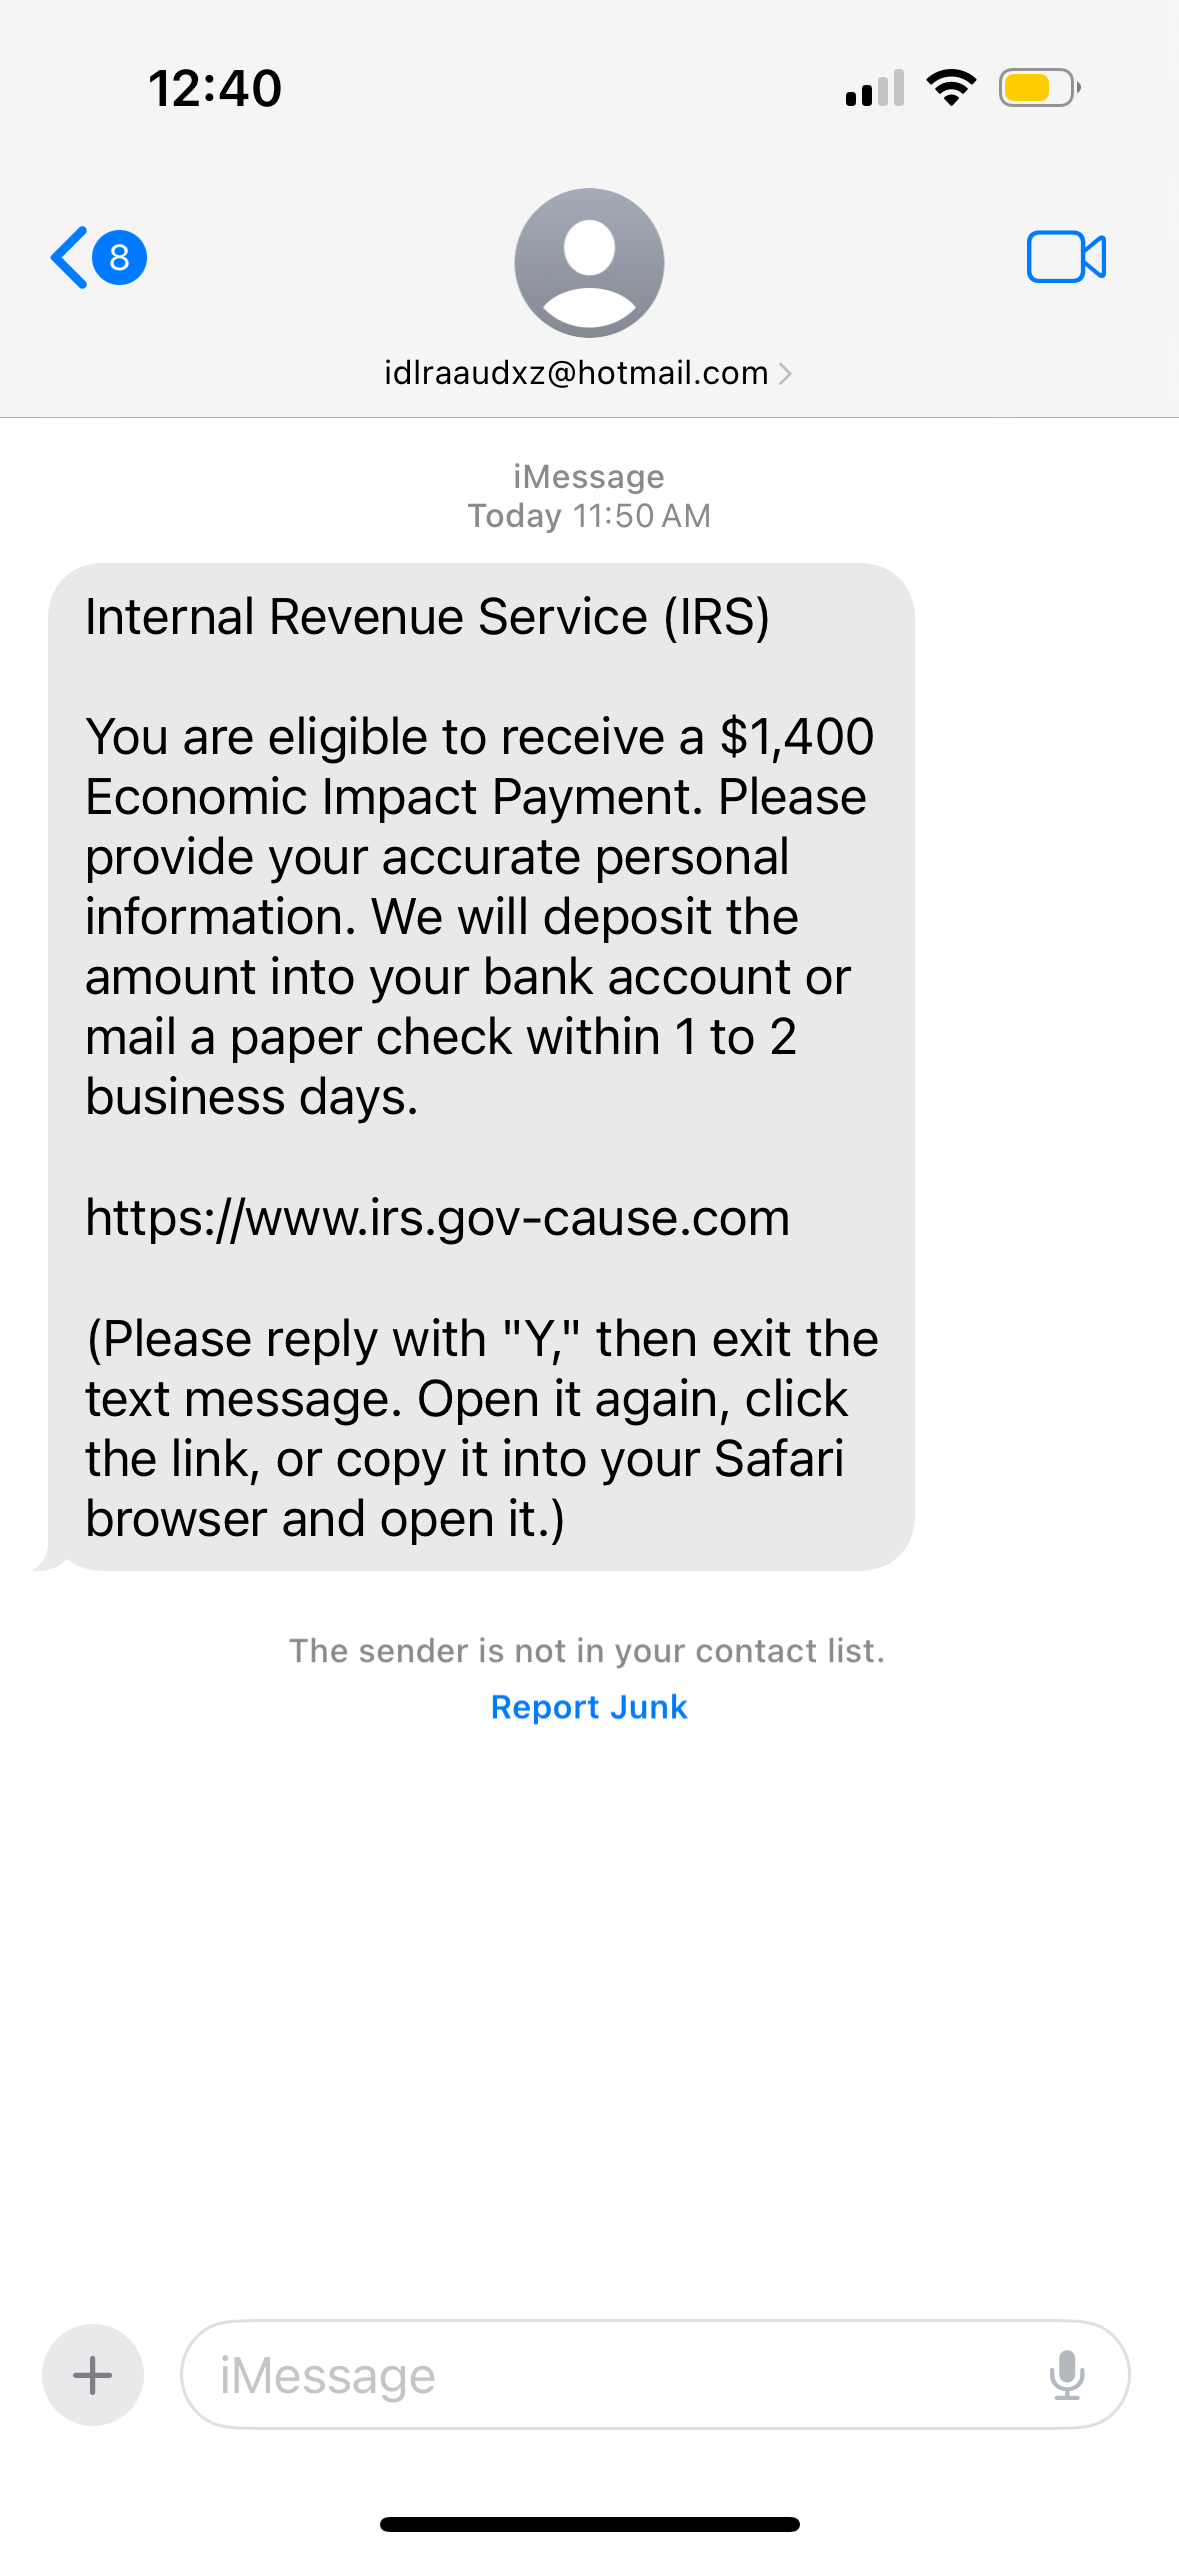 12:40
8
idlraaudxz@hotmail.com
iMessage
Today 11:50 AM
Internal Revenue Service (IRS)
You are eligible to receive a $1,400
Economic Impact Payment. Please
provide your accurate personal
information. We will deposit the
amount into your bank account or
mail a paper check within 1 to 2
business days.
https://www.irs.gov-cause.com
(Please reply with "Y," then exit the
text message. Open it again, click
the link, or copy it into your Safari
browser and open it.)
The sender is not in your contact list.
Report Junk
iMessage